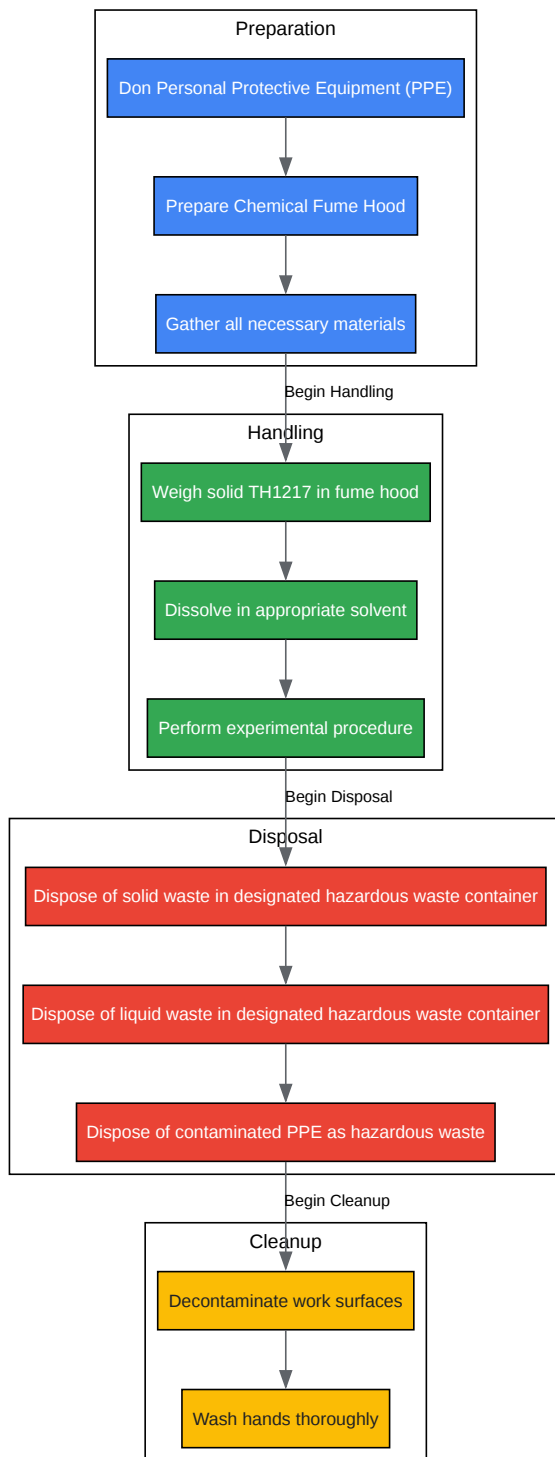 Preparation
Don Personal Protective Equipment (PPE)
Prepare Chemical Fume Hood
Gather all necessary materials
Begin Handling
Handling
Weigh solid TH1217 in fume hood
Dissolve in appropriate solvent
Perform experimental procedure
Begin Disposal
Disposal
Dispose of solid waste in designated hazardous waste container
Dispose of liquid waste in designated hazardous waste container
Dispose of contaminated PPE as hazardous waste
Begin Cleanup
Cleanup
Decontaminate work surfaces
Wash hands thoroughly